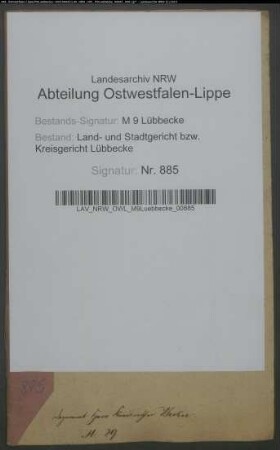 Landesarchiv NRW
Abteilung Ostwestfalen-Lippe
Bestands-Signatur: M 9 Lübbecke
Bestand: Land- und Stadtgericht bzw.
Kreisgericht Lübbecke
Signatur: Nr. 885
LAV_NRW_OWL_M9Luebbecke_00885
885